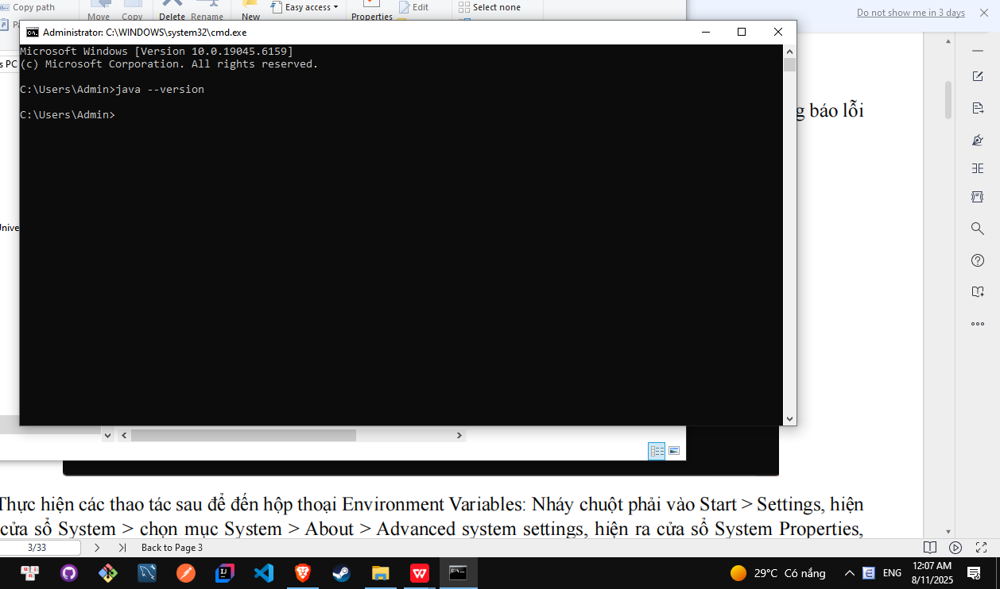 Copy path
Move Copy
Delete Rename
New
Easy access
Properties
Edit
Select none
Do not show me in 3 days
Administrator: C:\WINDOWS\system32\cmd.exe
s PC
Microsoft Windows [Version 10.0.19045.6159]
(c) Microsoft Corporation. All rights reserved.
C:\Users\Admin>java --version
C:\Users\Admin>
g báo lỗi
Unive
Thực hiện các thao tác sau để đến hộp thoại Environment Variables: Nháy chuột phải vào Start > Settings, hiện
cửa sổ System > chọn mục System > About > Advanced system settings, hiện ra cửa sổ System Properties,
3/33
Back to Page 3
29°C Có nắng
ENG
12:07 AM
8/11/2025